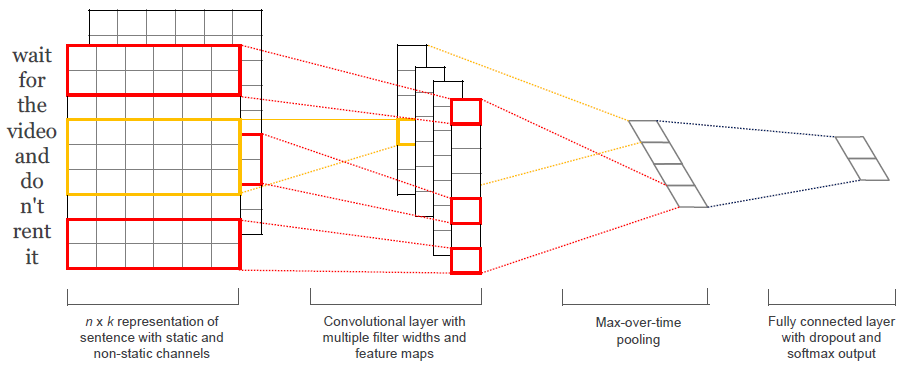 wait
for
the
video
and
do
n't
rent
it
n x k representation of
sentence with static and
non-static channels
Convolutional layer with
multiple filter widths and
feature maps
Max-over-time
pooling
Fully connected layer
with dropout and
softmax output